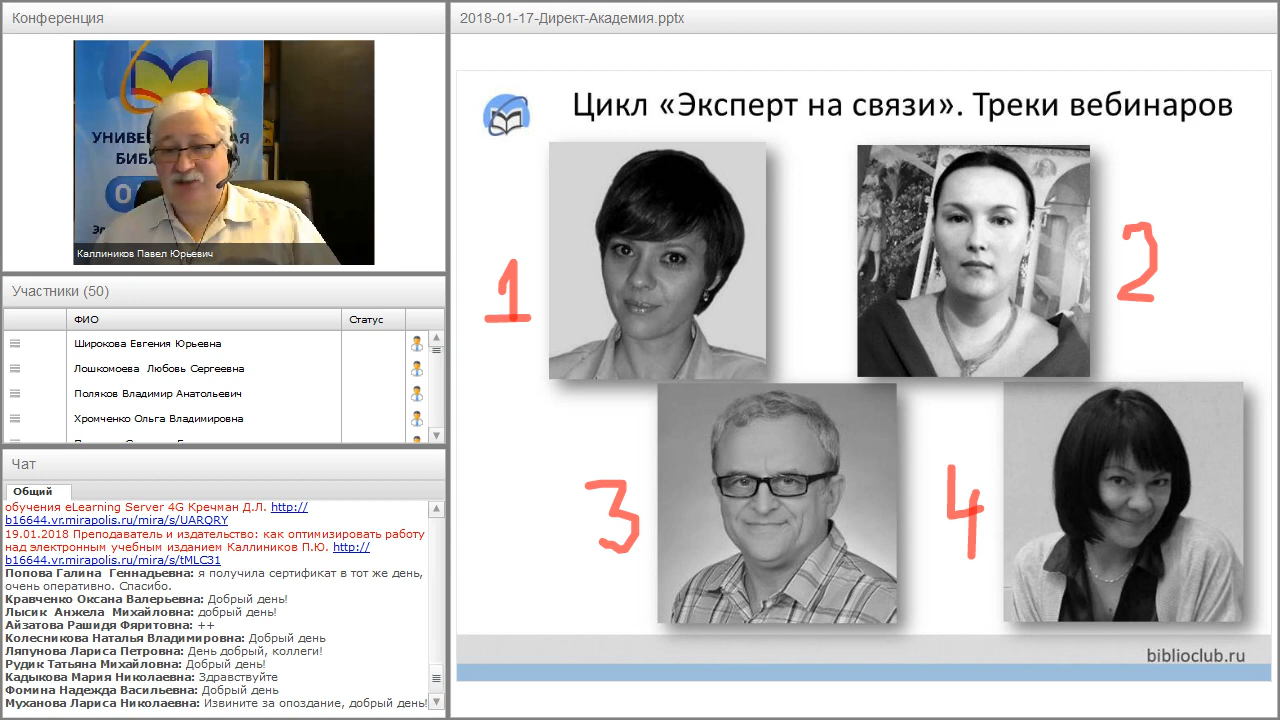 Конференция
УНИВЕР
АЯ
БИБЛ
Каллиников Павел Юрьевич
Участники (50)
ФИО
Статус
Широкова Евгения Юрьевна
Лошкомоева Любовь Сергеевна
Поляков Владимир Анатольевич
Хромченко Ольга Владимировна
Чат
Общий
обучения eLearning Server 4G Кречман Д.Л. http://
b16644.vr.mirapolis.ru/mira/s/UARQRY
19.01.2018 Преподаватель и издательство: как оптимизировать работу
над электронным учебным изданием Каллиников П.Ю. http://
b16644.vr.mirapolis.ru/mira/s/tMLC31
Попова Галина Геннадьевна: я получила сертификат в тот же день,
очень оперативно. Спасибо.
Кравченко Оксана Валерьевна: Добрый день!
Лысик Анжела Михайловна: добрый день!
Айзатова Рашидя Фяритовна: ++
Колесникова Наталья Владимировна: Добрый день
Ляпунова Лариса Петровна: День добрый, коллеги!
Рудик Татьяна Михайловна: Добрый день!
Кадыкова Мария Николаевна: Здравствуйте
Фомина Надежда Васильевна: Добрый день
Муханова Лариса Николаевна: Извините за опоздание, добрый день!
2018-01-17-Директ-Академия.pptx
Цикл «Эксперт на связи». Треки вебинаров
1
2
3
4
biblioclub.ru